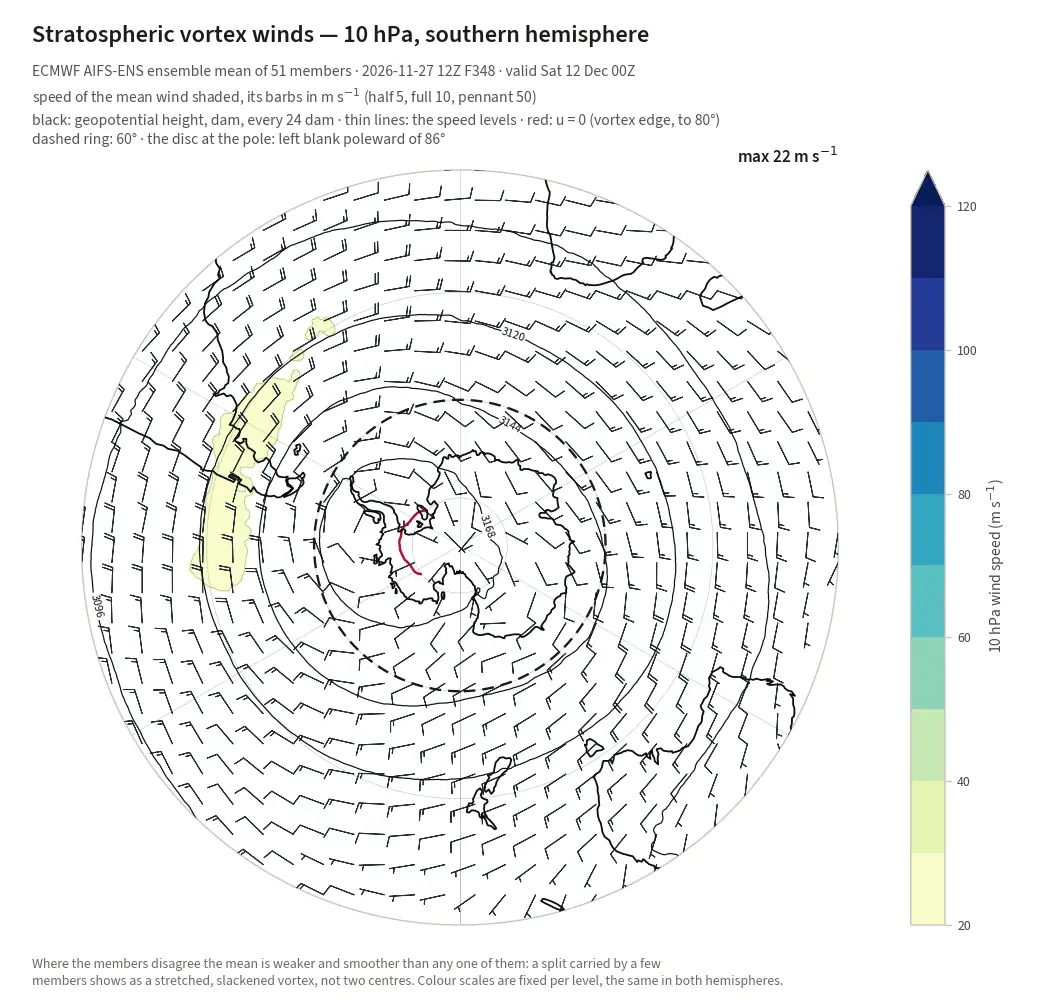 Stratospheric vortex winds — 10 hPa, southern hemisphere
ECMWF AIFS-ENS ensemble mean of 51 members · 2026-11-27 12Z F348 · valid Sat 12 Dec 00Z
speed of the mean wind shaded, its barbs in m s⁻¹ (half 5, full 10, pennant 50)
black: geopotential height, dam, every 24 dam · thin lines: the speed levels · red: u = 0 (vortex edge, to 80°)
dashed ring: 60° · the disc at the pole: left blank poleward of 86°
max 22 m s⁻¹
120
100
80
60
40
20
10 hPa wind speed (m s⁻¹)
3120
3144
3168
3096
Where the members disagree the mean is weaker and smoother than any one of them: a split carried by a few
members shows as a stretched, slackened vortex, not two centres. Colour scales are fixed per level, the same in both hemispheres.